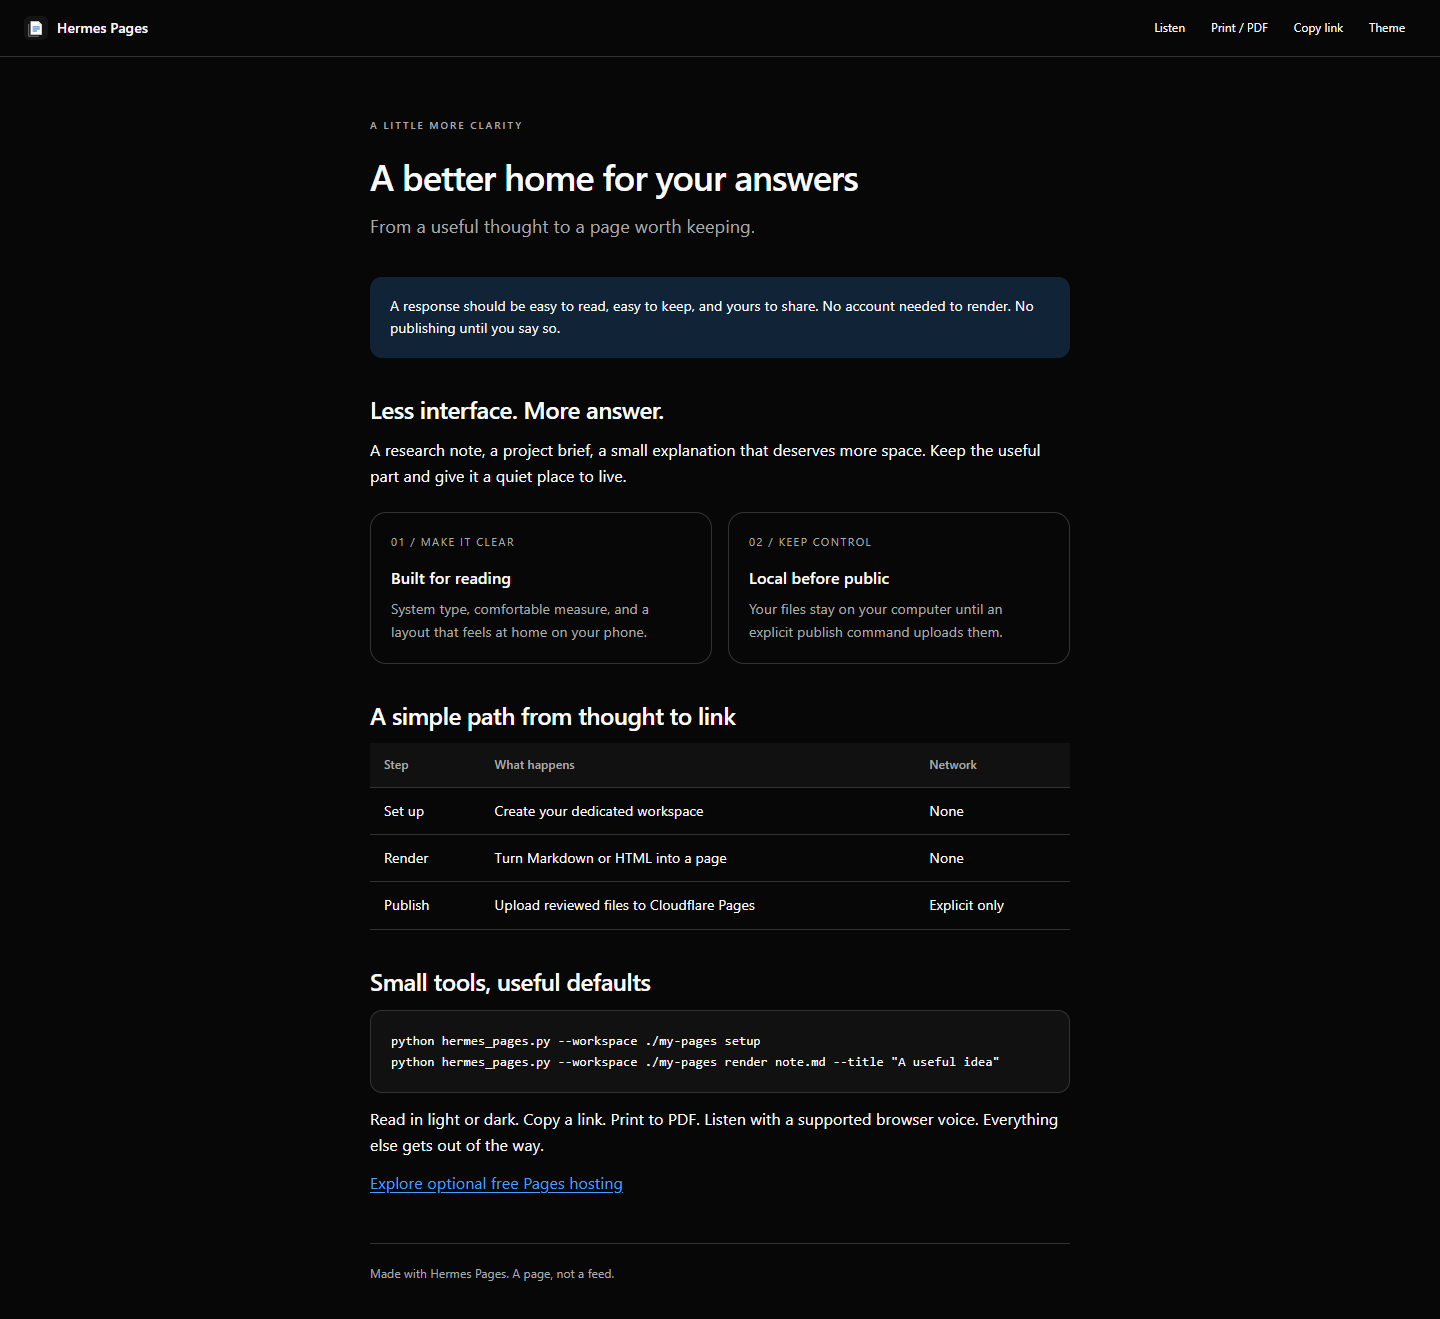 Hermes Pages
Listen
Print / PDF
Copy link
Theme
A LITTLE MORE CLARITY
A better home for your answers
From a useful thought to a page worth keeping.
A response should be easy to read, easy to keep, and yours to share. No account needed to render. No
publishing until you say so.
Less interface. More answer.
A research note, a project brief, a small explanation that deserves more space. Keep the useful
part and give it a quiet place to live.
01 / MAKE IT CLEAR
Built for reading
System type, comfortable measure, and a
layout that feels at home on your phone.
02 / KEEP CONTROL
Local before public
Your files stay on your computer until an
explicit publish command uploads them.
A simple path from thought to link
Step What happens Network
Set up Create your dedicated workspace None
Render Turn Markdown or HTML into a page None
Publish Upload reviewed files to Cloudflare Pages Explicit only
Small tools, useful defaults
python hermes_pages.py --workspace ./my-pages setup
python hermes_pages.py --workspace ./my-pages render note.md --title "A useful idea"
Read in light or dark. Copy a link. Print to PDF. Listen with a supported browser voice. Everything
else gets out of the way.
Explore optional free Pages hosting
Made with Hermes Pages. A page, not a feed.